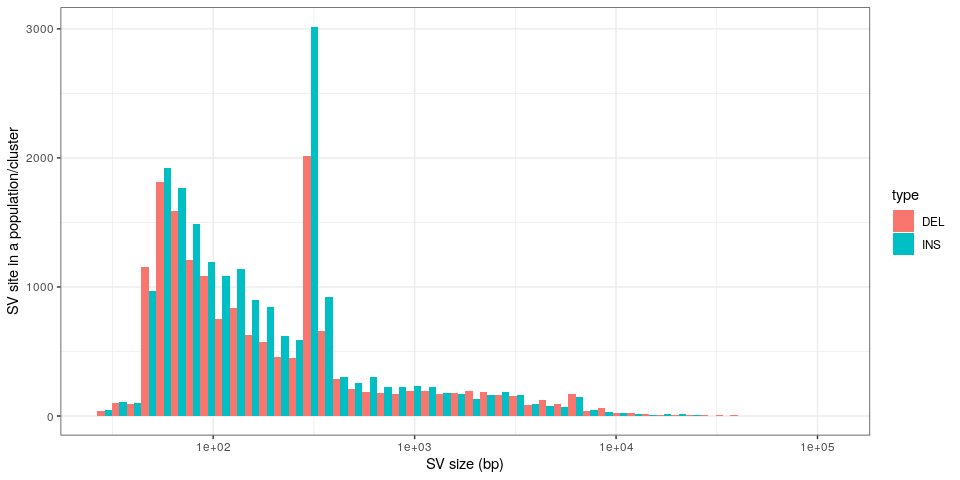 SV site in a population/cluster
3000
2000
1000
0
1e+02 1e+03 1e+04 1e+05
SV size (bp)
type
DEL
INS